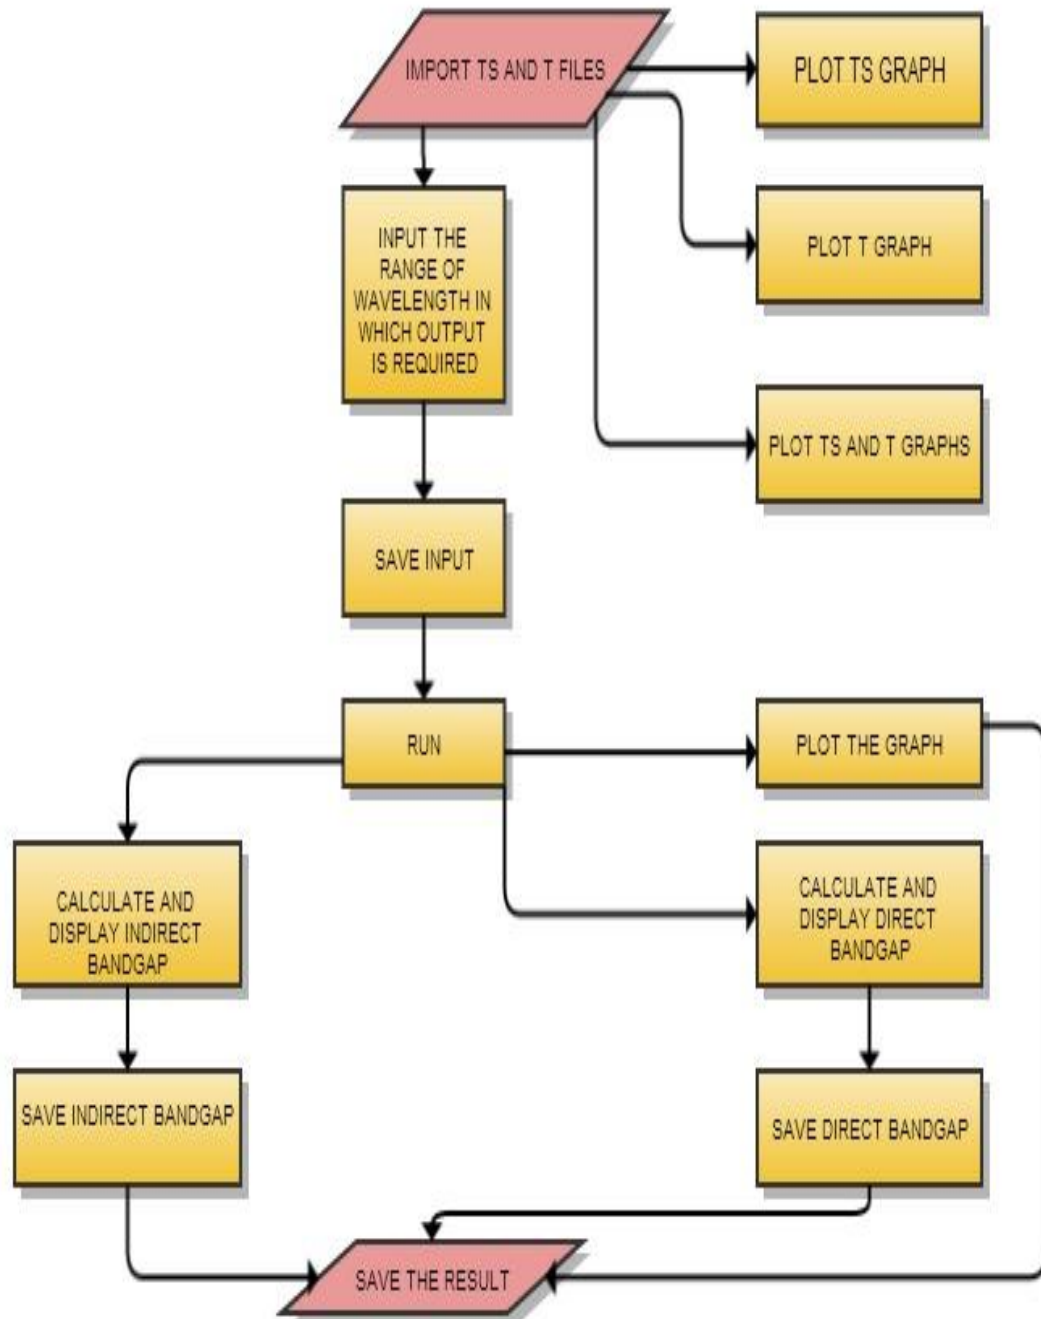 IMPORT TS AND T FILES
PLOT TS GRAPH
INPUT THE
RANGE OF
WAVELENGTH IN
WHICH OUTPUT
IS REQUIRED
PLOT T GRAPH
PLOT TS AND T GRAPHS
SAVE INPUT
RUN
PLOT THE GRAPH
CALCULATE AND
DISPLAY INDIRECT
BANDGAP
CALCULATE AND
DISPLAY DIRECT
BANDGAP
SAVE INDIRECT BANDGAP
SAVE DIRECT BANDGAP
SAVE THE RESULT